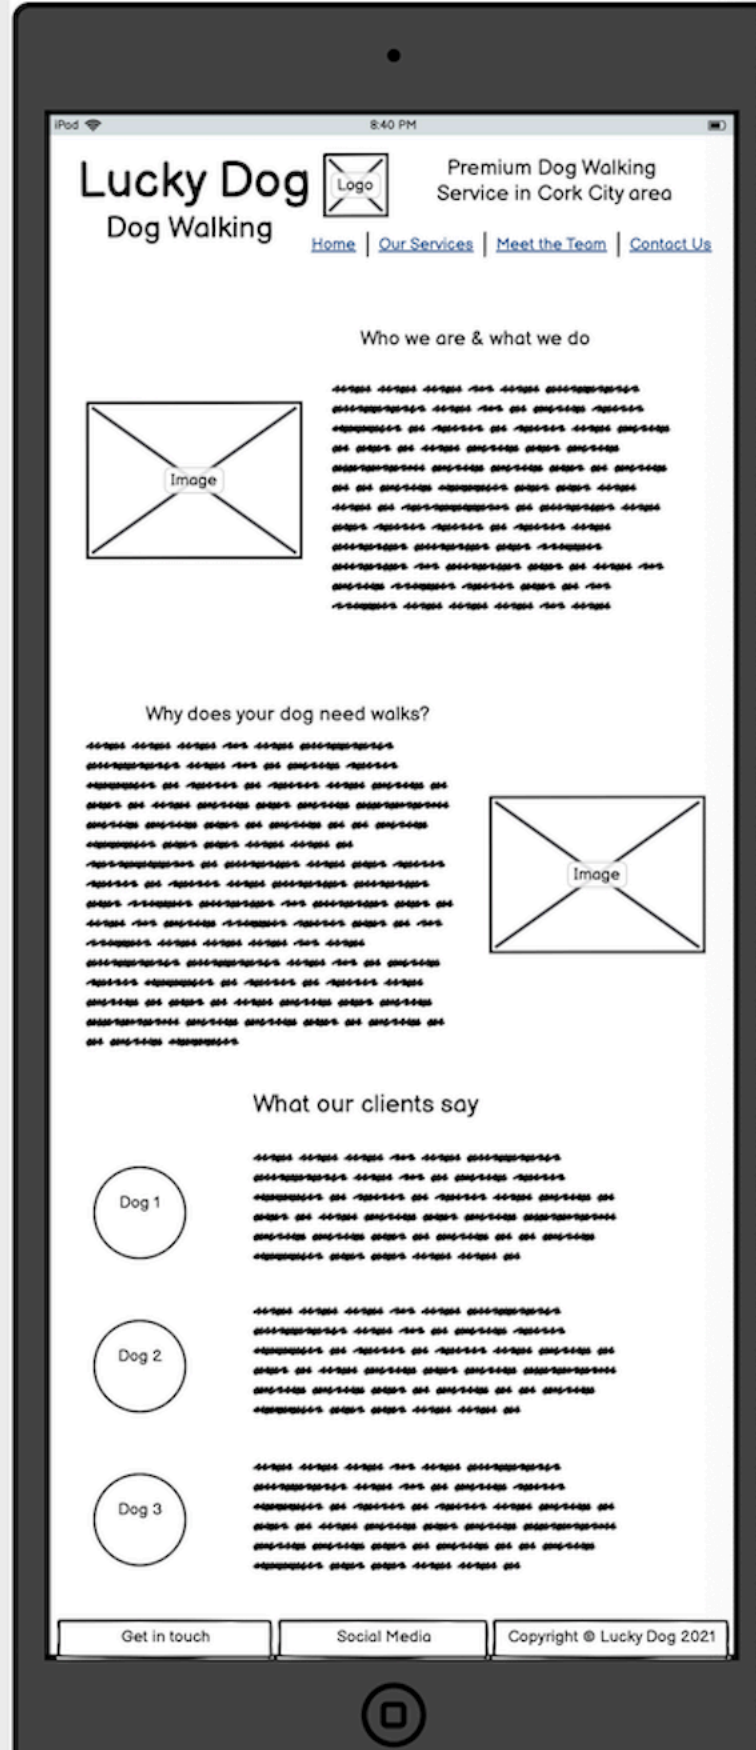 iPod 8:40 PM
Lucky Dog
Dog Walking
Logo
Premium Dog Walking
Service in Cork City area
Home | Our Services | Meet the Team | Contact Us
Who we are & what we do
Image
Why does your dog need walks?
Image
What our clients say
Dog 1
Dog 2
Dog 3
Get in touch
Social Media
Copyright © Lucky Dog 2021